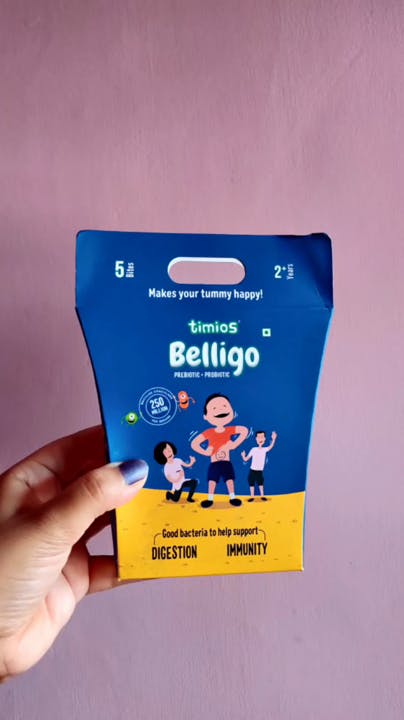 5 Bites
2+ Years
Makes your tummy happy!
timios
Belligo
PREBIOTIC + PROBIOTIC
250
MILLION
Good bacteria to help support
DIGESTION IMMUNITY